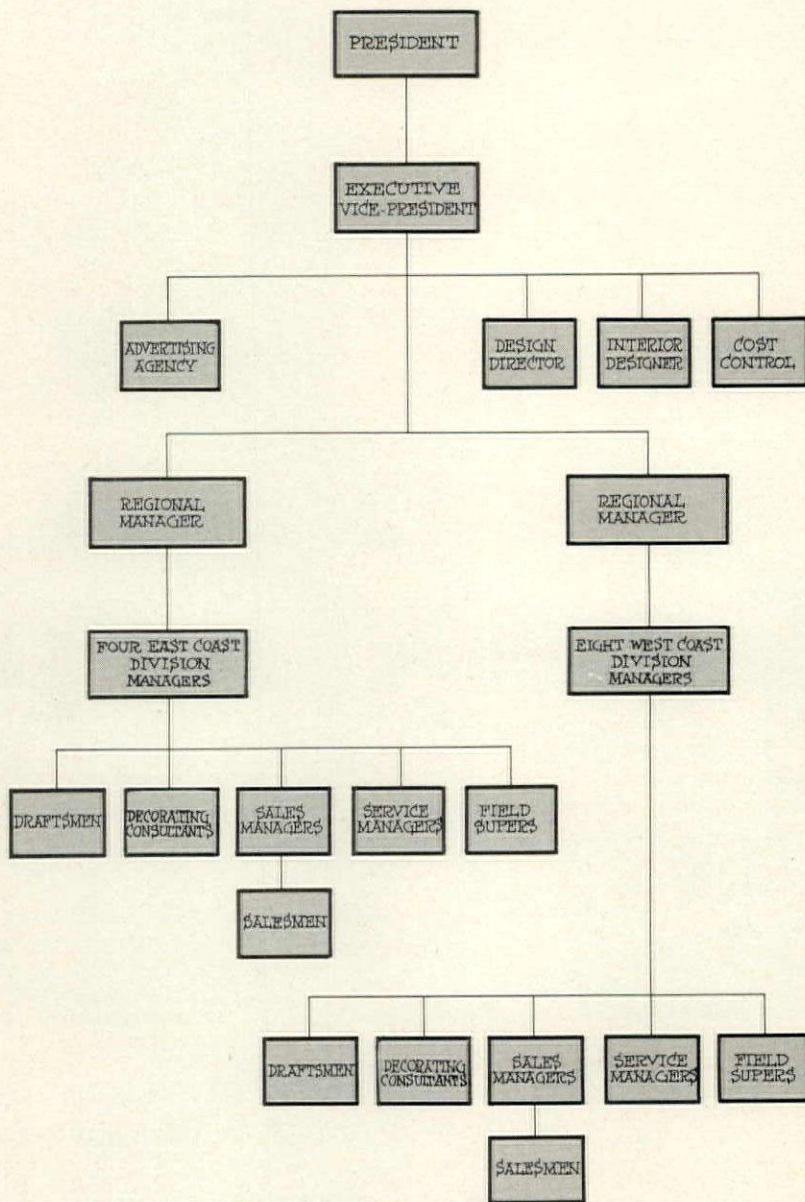 PRESIDENT
EXECUTIVE
VICE-PRESIDENT
ADVERTISING
AGENCY
DESIGN
DIRECTOR
INTERIOR
DESIGNER
COST
CONTROL
REGIONAL
MANAGER
REGIONAL
MANAGER
FOUR EAST COAST
DIVISION
MANAGERS
EIGHT WEST COAST
DIVISION
MANAGERS
DRAFTSMEN
DECORATING
CONSULTANTS
SALES
MANAGERS
SERVICE
MANAGERS
FIELD
SUPERS
SALESMEN
DRAFTSMEN
DECORATING
CONSULTANTS
SALES
MANAGERS
SERVICE
MANAGERS
FIELD
SUPERS
SALESMEN